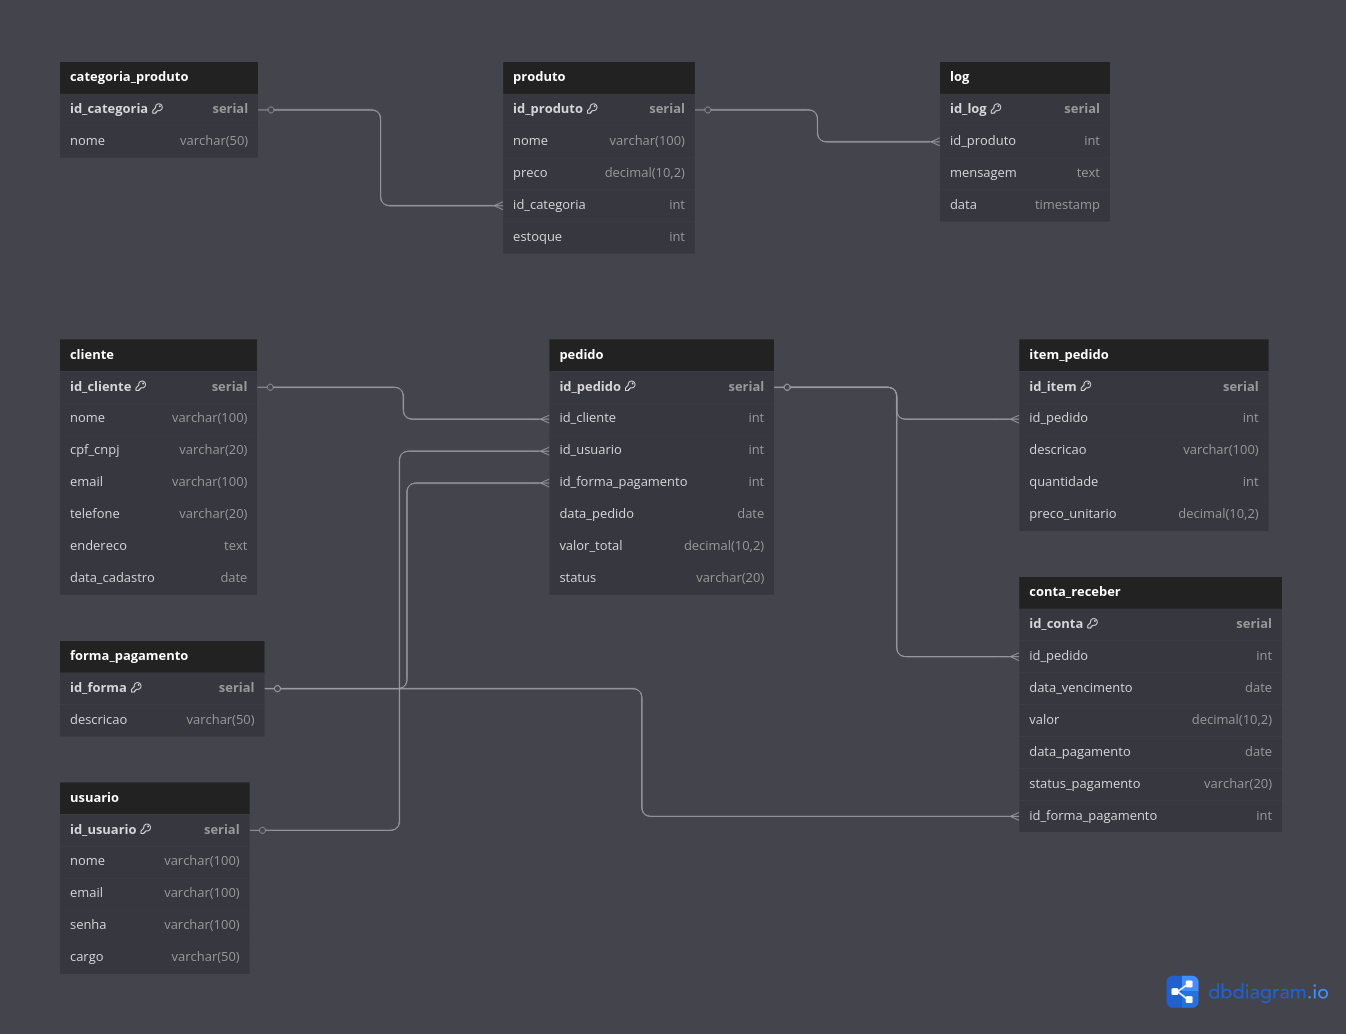 categoria_produto
id_categoria serial
nome varchar(50)
produto
id_produto serial
nome varchar(100)
preco decimal(10,2)
id_categoria int
estoque int
log
id_log serial
id_produto int
mensagem text
data timestamp
cliente
id_cliente serial
nome varchar(100)
cpf_cnpj varchar(20)
email varchar(100)
telefone varchar(20)
endereco text
data_cadastro date
pedido
id_pedido serial
id_cliente int
id_usuario int
id_forma_pagamento int
data_pedido date
valor_total decimal(10,2)
status varchar(20)
item_pedido
id_item serial
id_pedido int
descricao varchar(100)
quantidade int
preco_unitario decimal(10,2)
forma_pagamento
id_forma serial
descricao varchar(50)
conta_receber
id_conta serial
id_pedido int
data_vencimento date
valor decimal(10,2)
data_pagamento date
status_pagamento varchar(20)
id_forma_pagamento int
usuario
id_usuario serial
nome varchar(100)
email varchar(100)
senha varchar(100)
cargo varchar(50)
dbdiagram.io